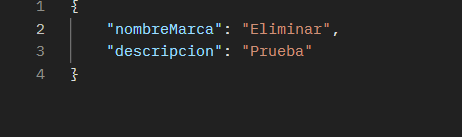 1 {
2 "nombreMarca": "Eliminar",
3 "descripcion": "Prueba"
4 }